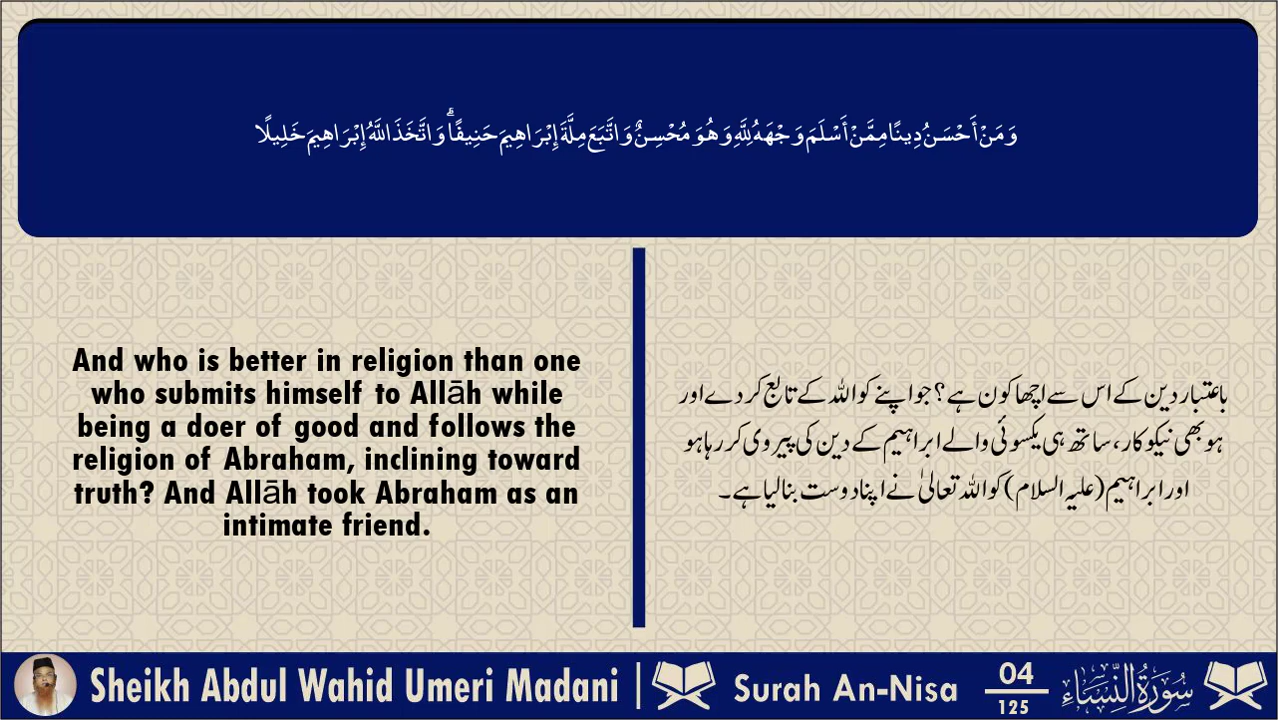 وَمَنْ أَحْسَنُ دِينًا مِمَّنْ أَسْلَمَ وَجْهَهُ لِلَّهِ وَهُوَ مُحْسِنٌ وَاتَّبَعَ مِلَّةَ إِبْرَاهِيمَ حَنِيفًا ۗ وَاتَّخَذَ اللَّهُ إِبْرَاهِيمَ خَلِيلًا
And who is better in religion than one
who submits himself to Allāh while
being a doer of good and follows the
religion of Abraham, inclining toward
truth? And Allāh took Abraham as an
intimate friend.
باعتبار دین کے اس سے اچھا کون ہے؟ جو اپنے کو اللہ کے تابع کر دے اور
ہو بھی نیکو کار، ساتھ ہی یکسوئی والے ابراہیم کے دین کی پیروی کر رہا ہو
اور ابراہیم (علیہ السلام) کو اللہ تعالیٰ نے اپنا دوست بنا لیا ہے۔
Sheikh Abdul Wahid Umeri Madani | Surah An-Nisa
04
125
سُورَةُ النِّسَاءِ